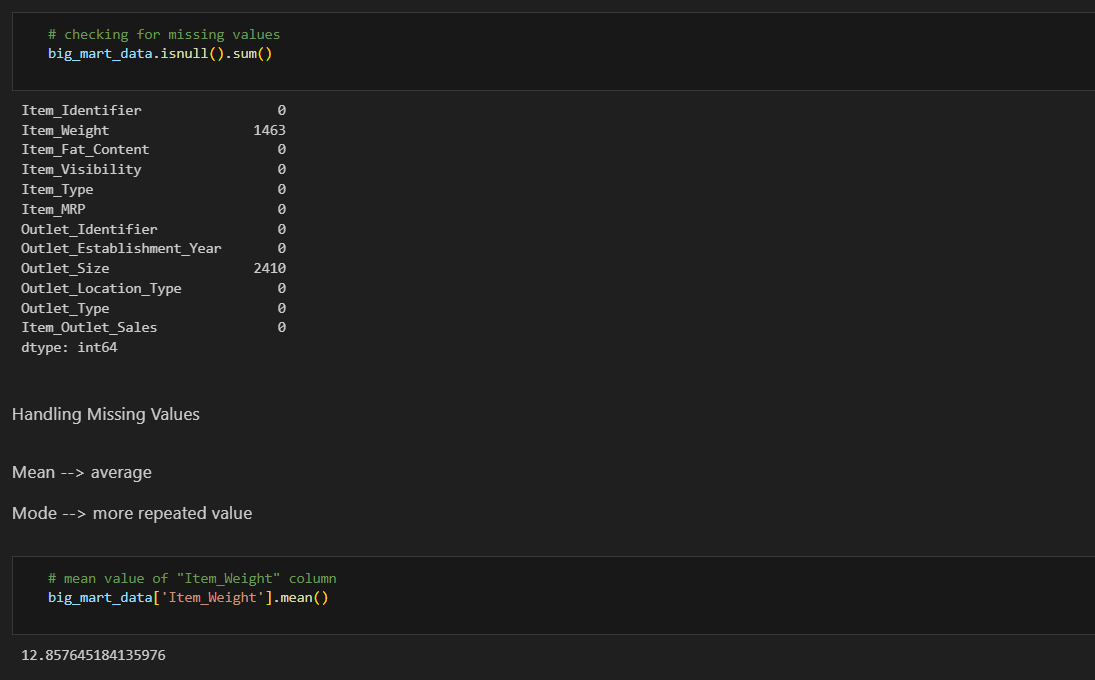 # checking for missing values
big_mart_data.isnull().sum()
Item_Identifier 0
Item_Weight 1463
Item_Fat_Content 0
Item_Visibility 0
Item_Type 0
Item_MRP 0
Outlet_Identifier 0
Outlet_Establishment_Year 0
Outlet_Size 2410
Outlet_Location_Type 0
Outlet_Type 0
Item_Outlet_Sales 0
dtype: int64
Handling Missing Values
Mean --> average
Mode --> more repeated value
# mean value of "Item_Weight" column
big_mart_data['Item_Weight'].mean()
12.857645184135976